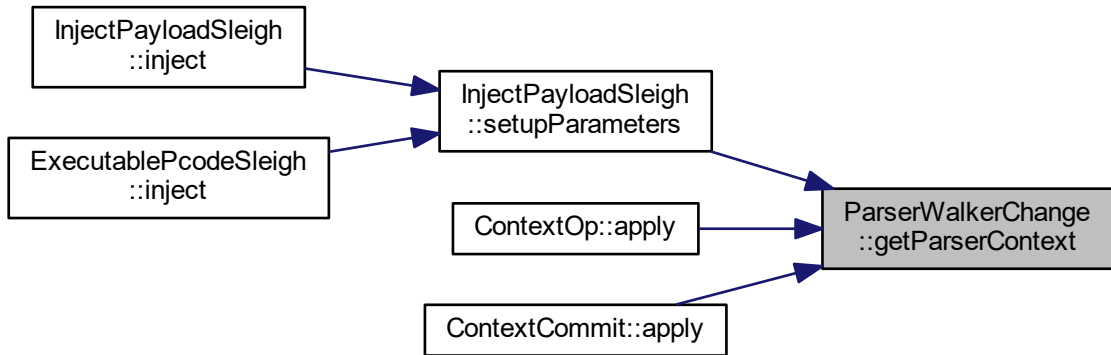 InjectPayloadSleigh
::inject
ExecutablePcodeSleigh
::inject
InjectPayloadSleigh
::setupParameters
ContextOp::apply
ContextCommit::apply
ParserWalkerChange
::getParserContext